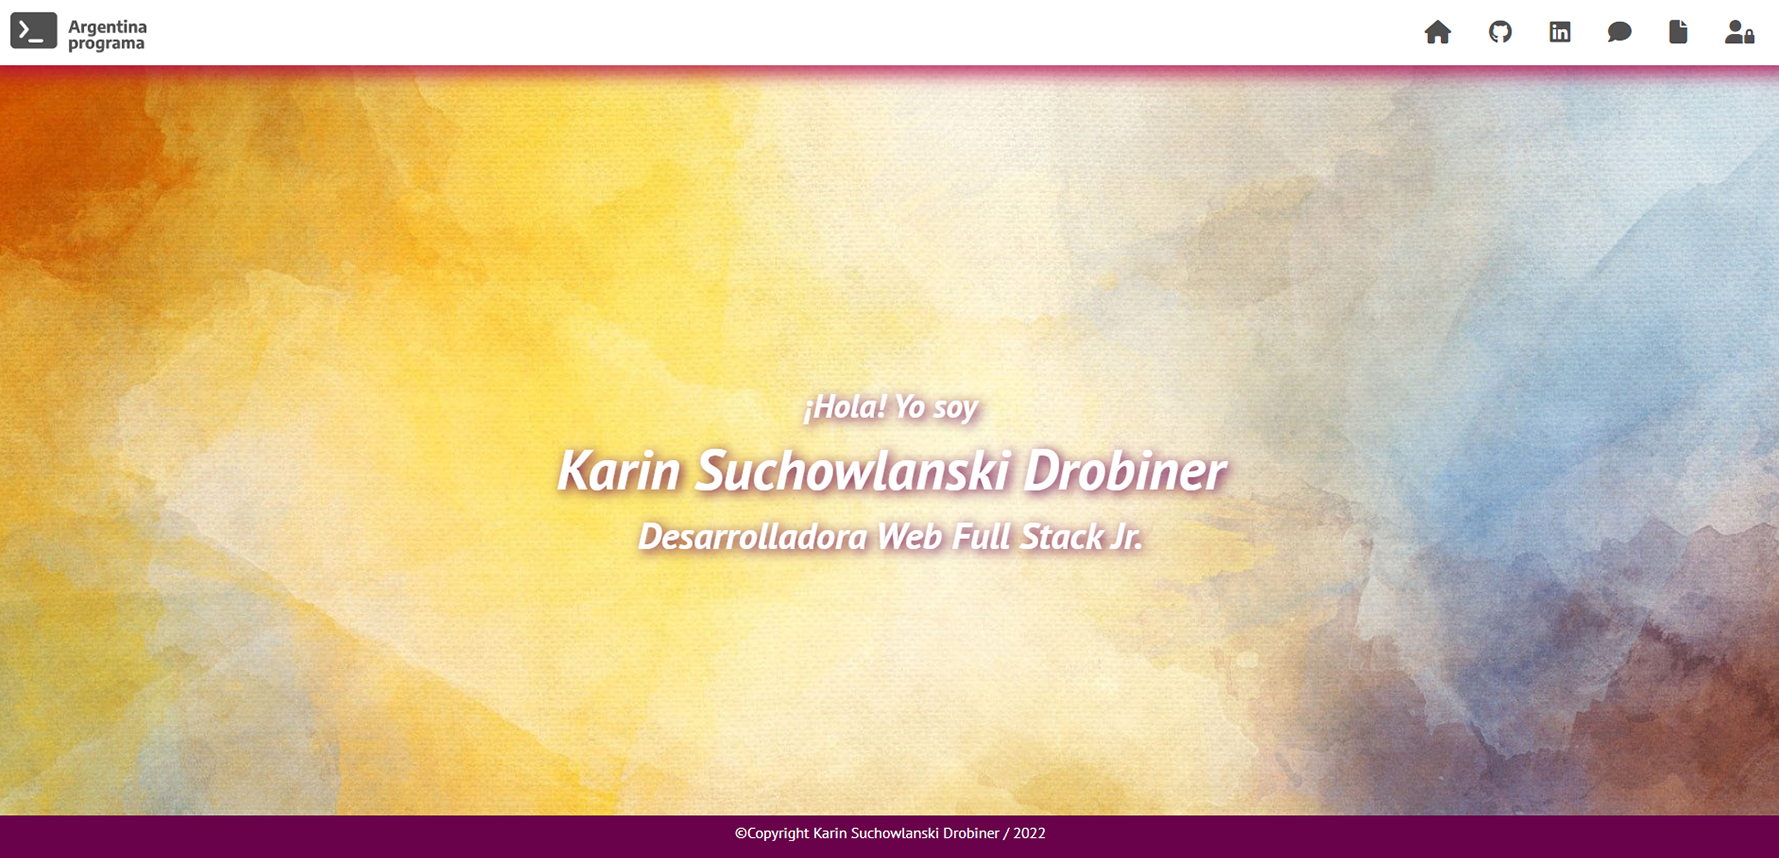 Argentina
programa
¡Hola! Yo soy
Karin Suchowlanski Drobiner
Desarrolladora Web Full Stack Jr.
©Copyright Karin Suchowlanski Drobiner / 2022